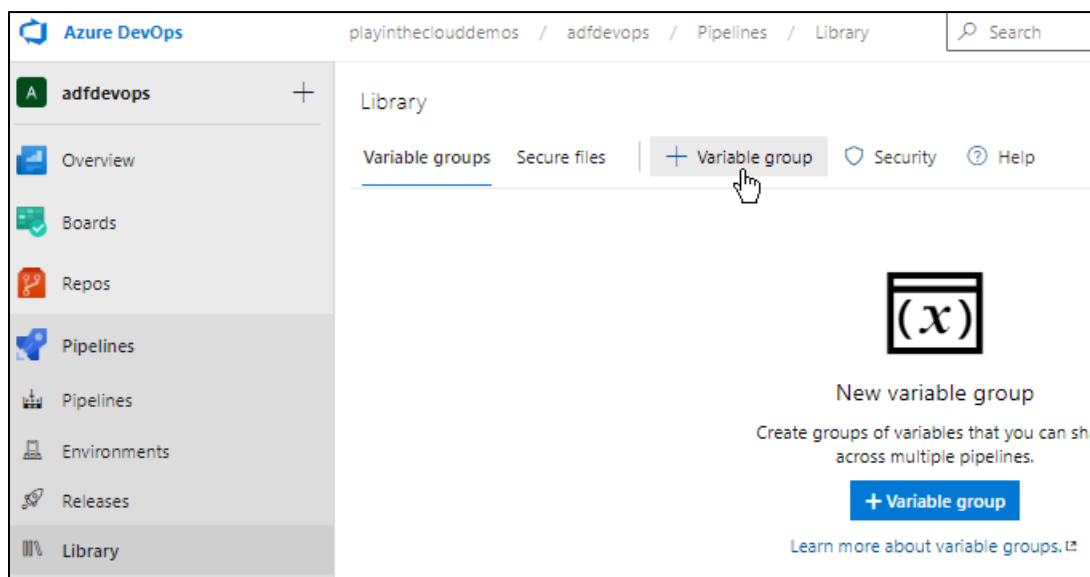 Azure DevOps
playintheclouddemos / adfdevops / Pipelines / Library
Search
A adfdevops
Library
Variable groups Secure files + Variable group Security Help
Overview
Boards
Repos
Pipelines
Pipelines
Environments
Releases
Library
(x)
New variable group
Create groups of variables that you can sh
across multiple pipelines.
+ Variable group
Learn more about variable groups.